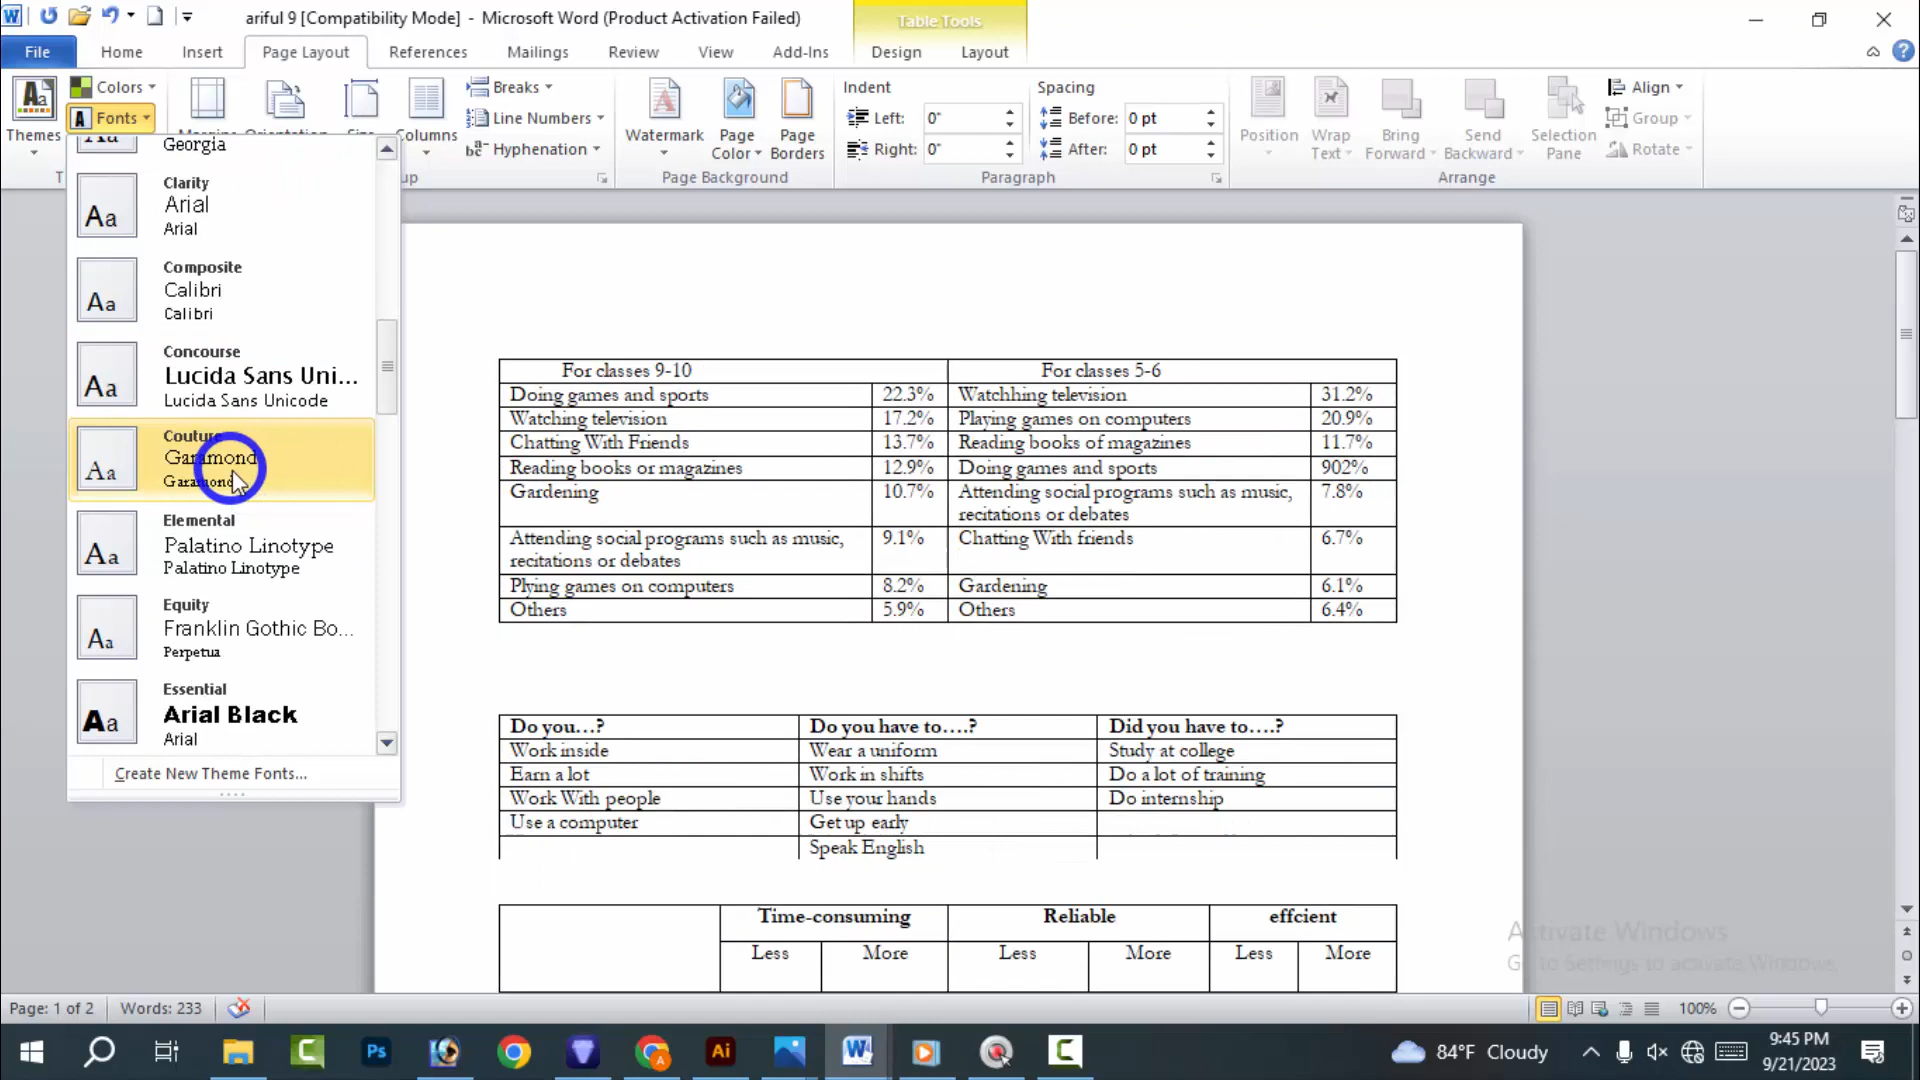 ariful 9 [Compatibility Mode] - Microsoft Word (Product Activation Failed)
Table Tools
File Home Insert Page Layout References Mailings Review View Add-Ins Design Layout
Themes
Colors
Fonts
Columns
Breaks
Line Numbers
Hyphenation
Watermark
Page Color
Page Borders
Page Background
Indent
Left: 0"
Right: 0"
Spacing
Before: 0 pt
After: 0 pt
Paragraph
Position
Wrap Text
Bring Forward
Send Backward
Selection Pane
Align
Group
Rotate
Arrange
Georgia
Clarity
Arial
Arial
Composite
Calibri
Calibri
Concourse
Lucida Sans Uni...
Lucida Sans Unicode
Couture
Garamond
Garamond
Elemental
Palatino Linotype
Palatino Linotype
Equity
Franklin Gothic Bo...
Perpetua
Essential
Arial Black
Arial
Create New Theme Fonts...
For classes 9-10 For classes 5-6
Doing games and sports 22.3% Watchhing television 31.2%
Watching television 17.2% Playing games on computers 20.9%
Chatting With Friends 13.7% Reading books of magazines 11.7%
Reading books or magazines 12.9% Doing games and sports 902%
Gardening 10.7% Attending social programs such as music, 7.8%
recitations or debates
Attending social programs such as music, 9.1% Chatting With friends 6.7%
recitations or debates
Plying games on computers 8.2% Gardening 6.1%
Others 5.9% Others 6.4%
Do you…? Do you have to….? Did you have to….?
Work inside Wear a uniform Study at college
Earn a lot Work in shifts Do a lot of training
Work With people Use your hands Do internship
Use a computer Get up early
Speak English
Time-consuming Reliable effcient
Less More Less More Less More
Activate Windows
Go to Settings to activate Windows.
Page: 1 of 2 Words: 233 100%
84°F Cloudy
9:45 PM
9/21/2023